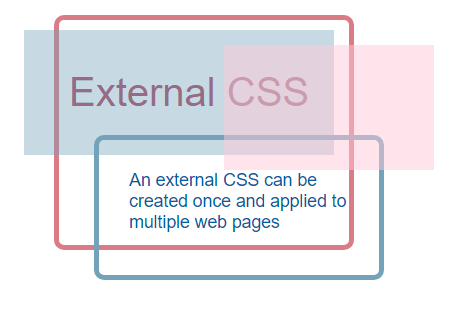 External CSS
An external CSS can be
created once and applied to
multiple web pages